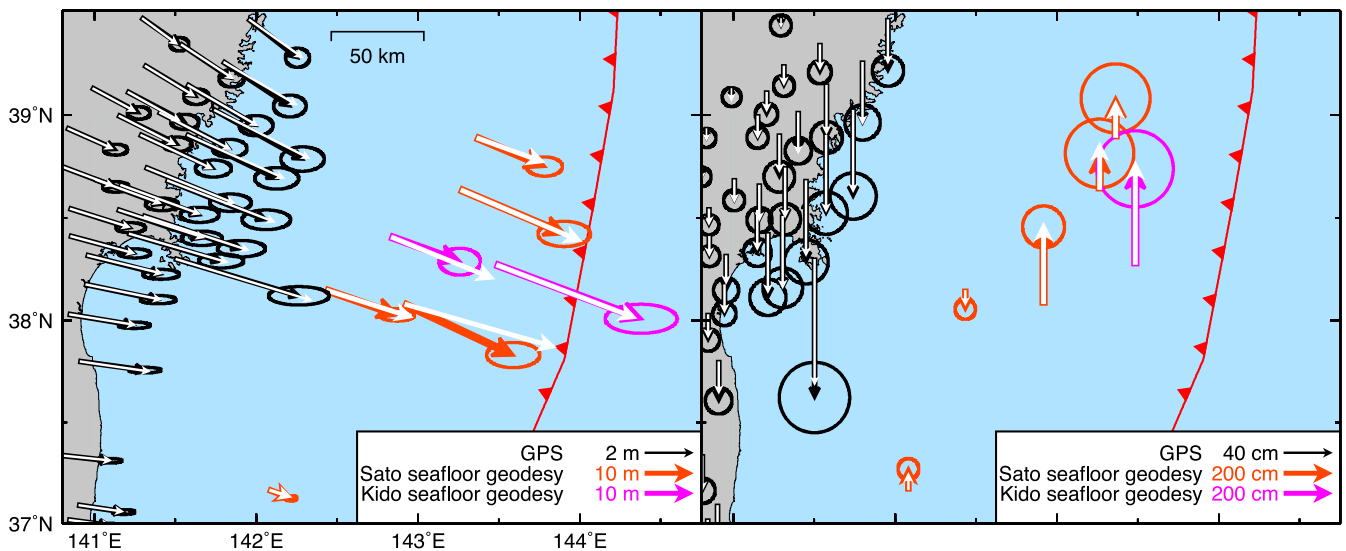 50 km
39˚N
38˚N
37˚N
GPS 2 m
Sato seafloor geodesy 10 m
Kido seafloor geodesy 10 m
GPS 40 cm
Sato seafloor geodesy 200 cm
Kido seafloor geodesy 200 cm
141˚E 142˚E 143˚E 144˚E